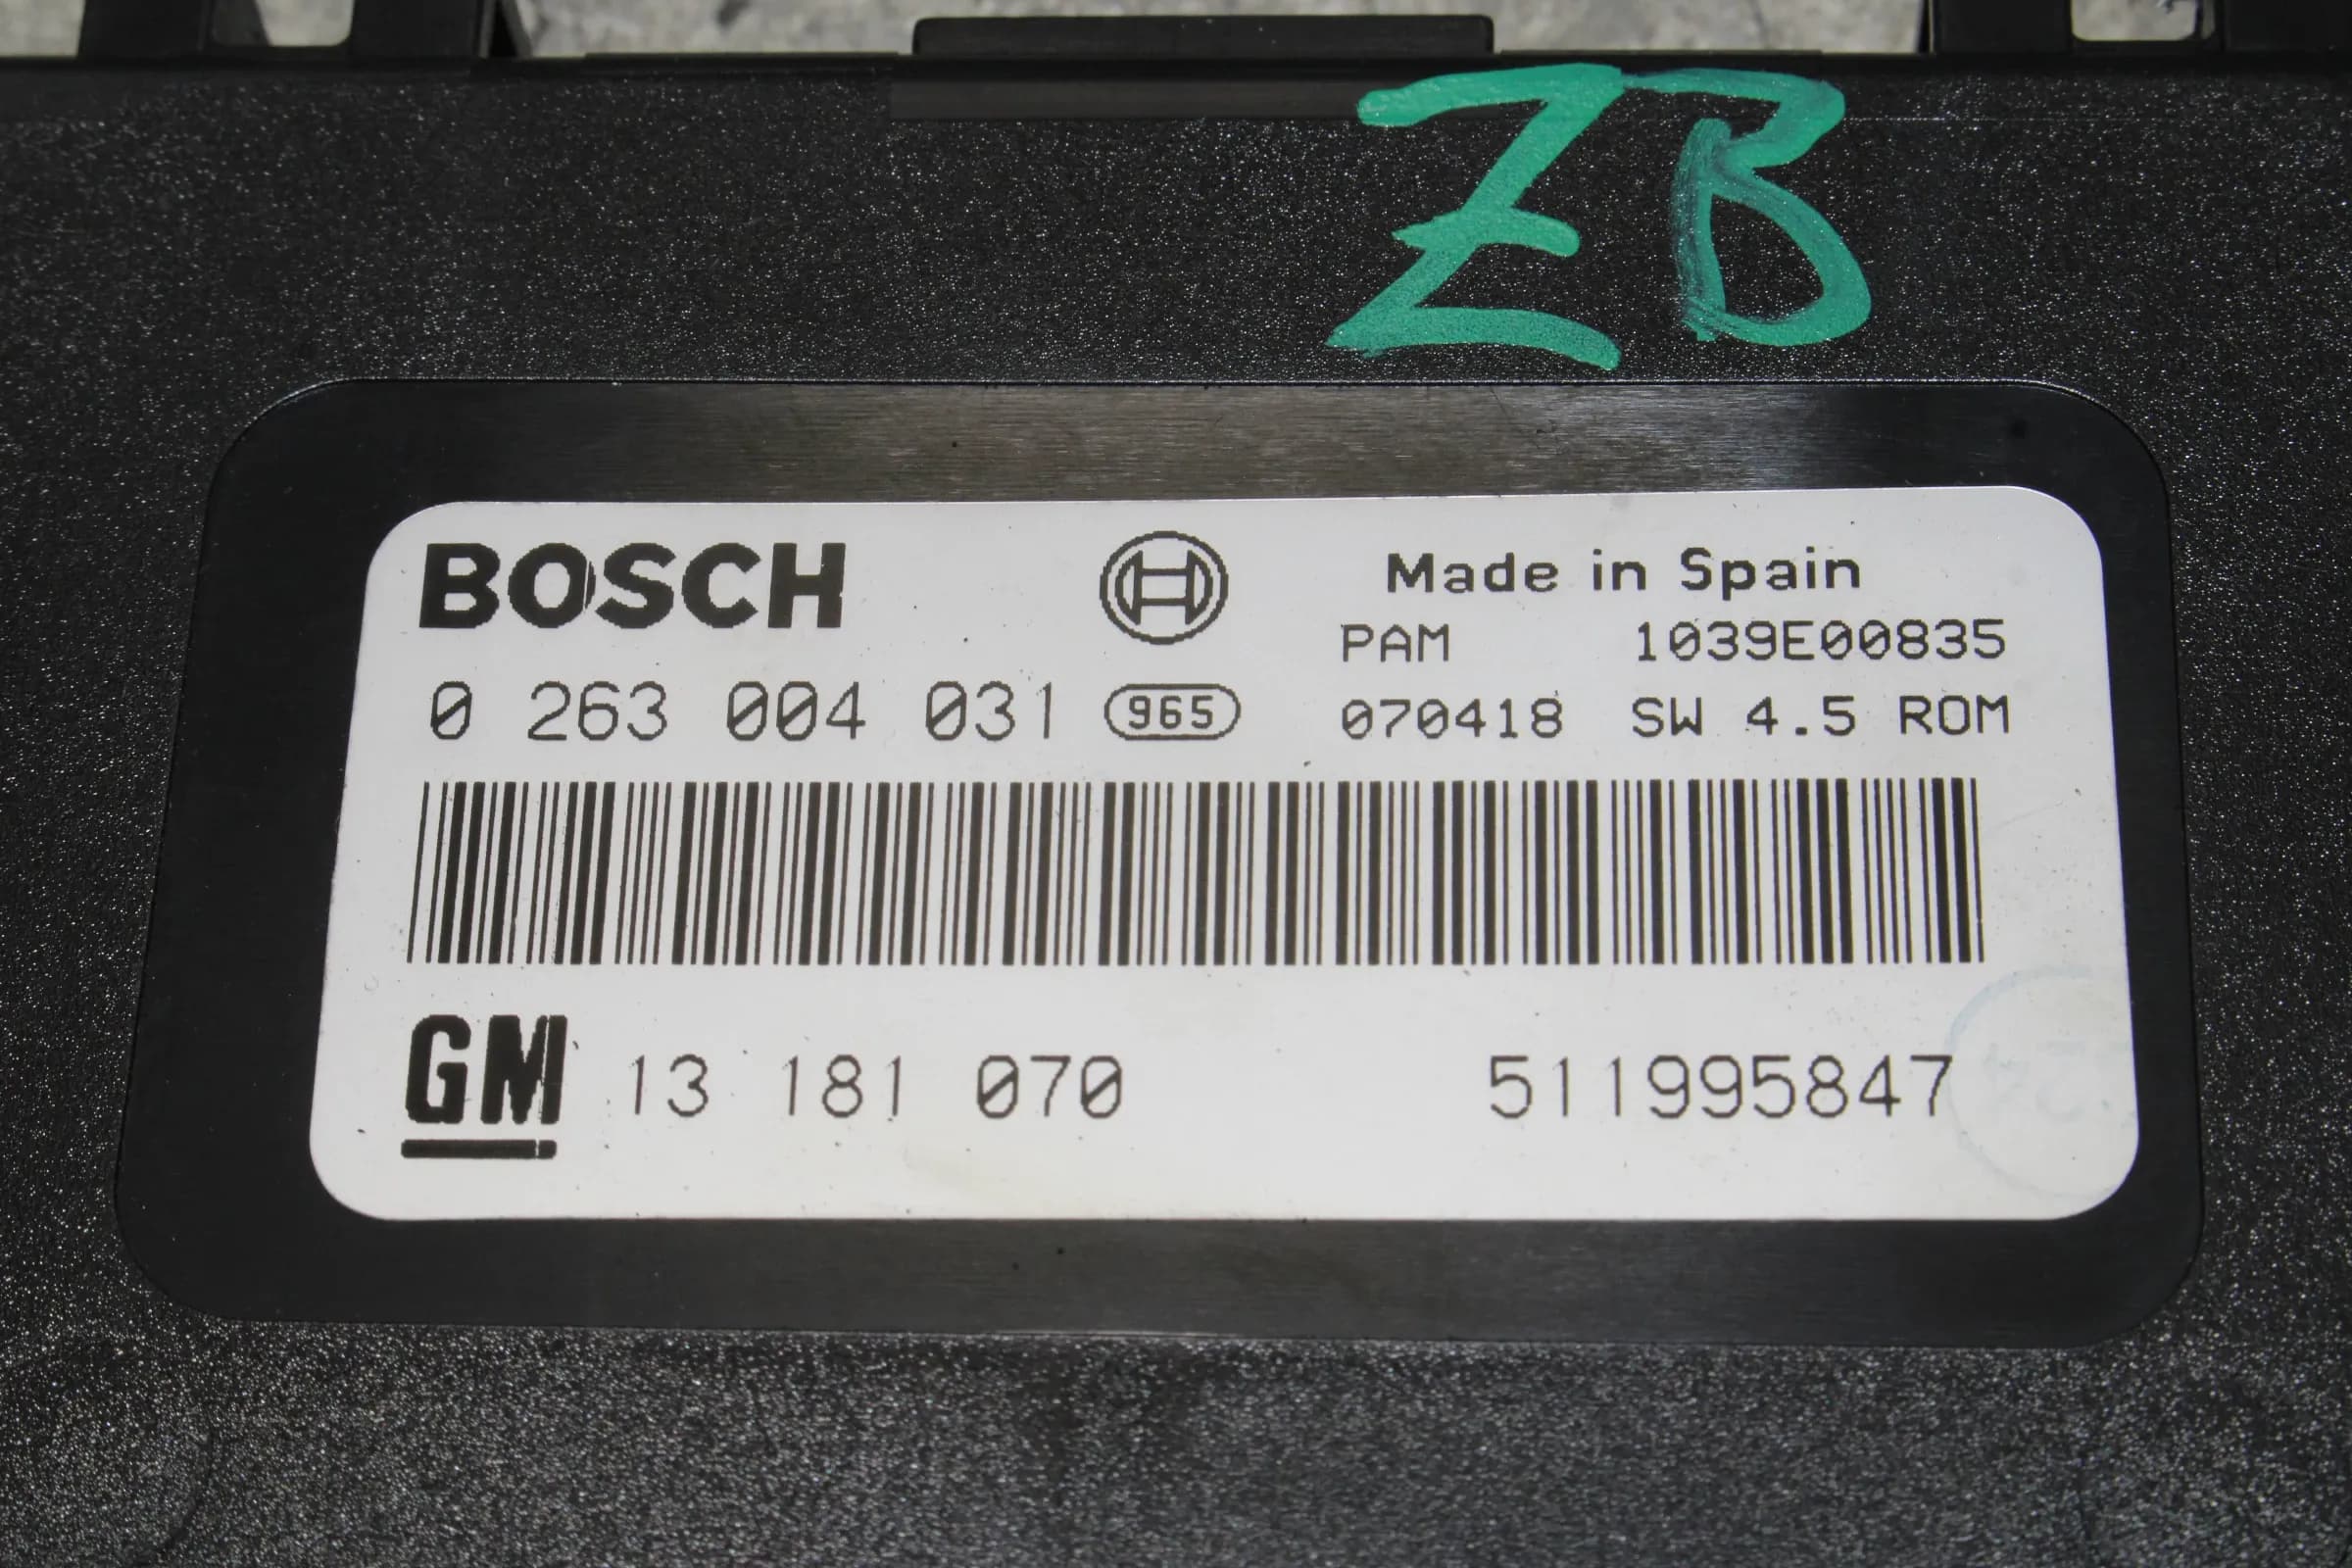 ZB
BOSCH
Made in Spain
PAM 1039E00835
0 263 004 031 965 070418 SW 4.5 ROM
GM 13 181 070 511995847